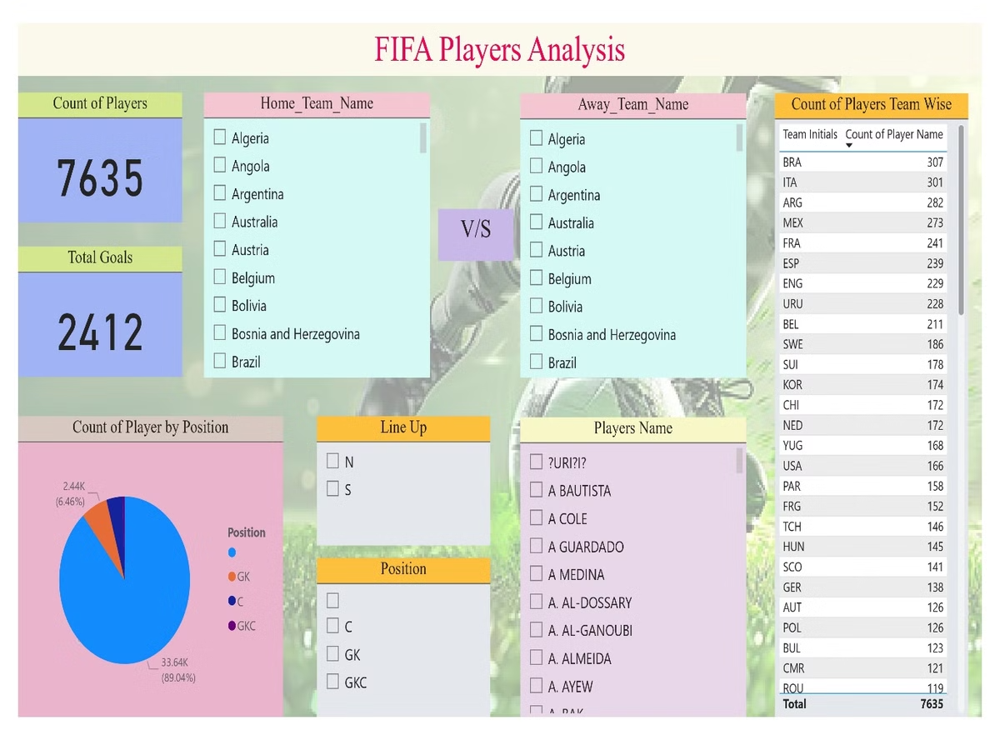 FIFA Players Analysis
Count of Players
7635
Total Goals
2412
Home_Team_Name
Algeria
Angola
Argentina
Australia
Austria
Belgium
Bolivia
Bosnia and Herzegovina
Brazil
V/S
Away_Team_Name
Algeria
Angola
Argentina
Australia
Austria
Belgium
Bolivia
Bosnia and Herzegovina
Brazil
Count of Players Team Wise
Team Initials Count of Player Name
BRA 307
ITA 301
ARG 282
MEX 273
FRA 241
ESP 239
ENG 229
URU 228
BEL 211
SWE 186
SUI 178
KOR 174
CHI 172
NED 172
YUG 168
USA 166
PAR 158
FRG 152
TCH 146
HUN 145
SCO 141
GER 138
AUT 126
POL 126
BUL 123
CMR 121
ROU 119
Total 7635
Count of Player by Position
2.44K
(6.46%)
33.64K
(89.04%)
Position
GK
C
GKC
Line Up
N
S
Position
C
GK
GKC
Players Name
?URI?I?
A BAUTISTA
A COLE
A GUARDADO
A MEDINA
A. AL-DOSSARY
A. AL-GANOUBI
A. ALMEIDA
A. AYEW